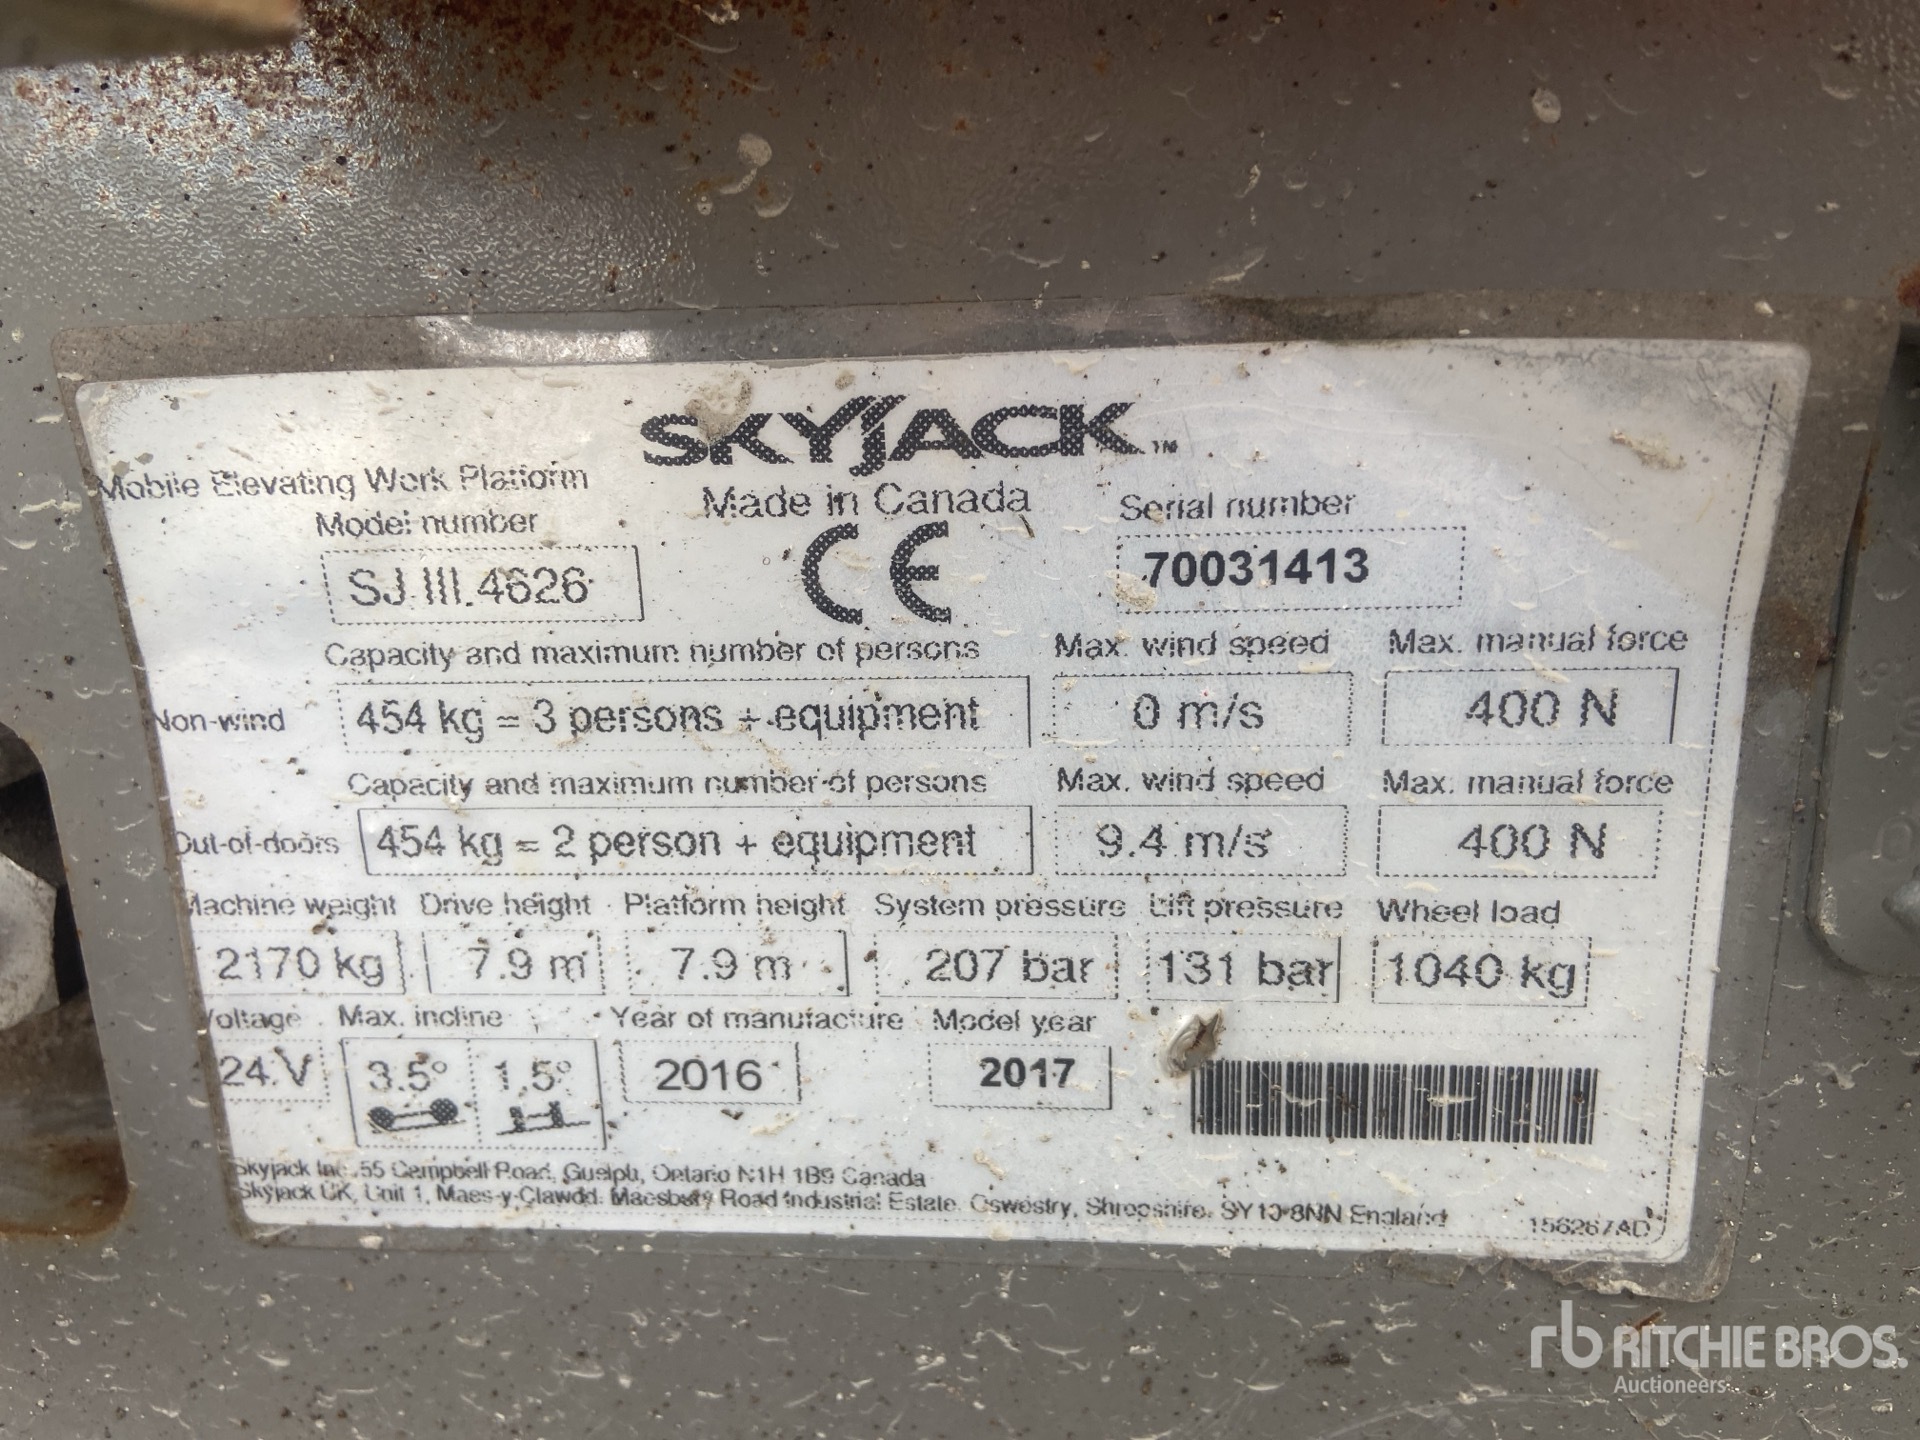 SKYJACK™
Mobile Elevating Work Platform
Made in Canada
Model number
Serial number
SJ III 4626
CE
70031413
Capacity and maximum number of persons
Max. wind speed
Max. manual force
Non-wind
454 kg = 3 persons + equipment
0 m/s
400 N
Capacity and maximum number of persons
Max. wind speed
Max. manual force
Out-of-doors
454 kg = 2 person + equipment
9.4 m/s
400 N
Machine weight
Drive height
Platform height
System pressure
Lift pressure
Wheel load
2170 kg
7.9 m
7.9 m
207 bar
131 bar
1040 kg
Voltage
Max. incline
Year of manufacture
Model year
24 V
3.5°
1.5°
2016
2017
Skyjack Inc. 55 Campbell Road, Guelph, Ontario N1H 1B9 Canada
Skyjack UK, Unit 1, Maes-y-Clawdd, Maesbury Road Industrial Estate, Oswestry, Shropshire, SY10 8NN England
156267AD
rb RITCHIE BROS.
Auctioneers